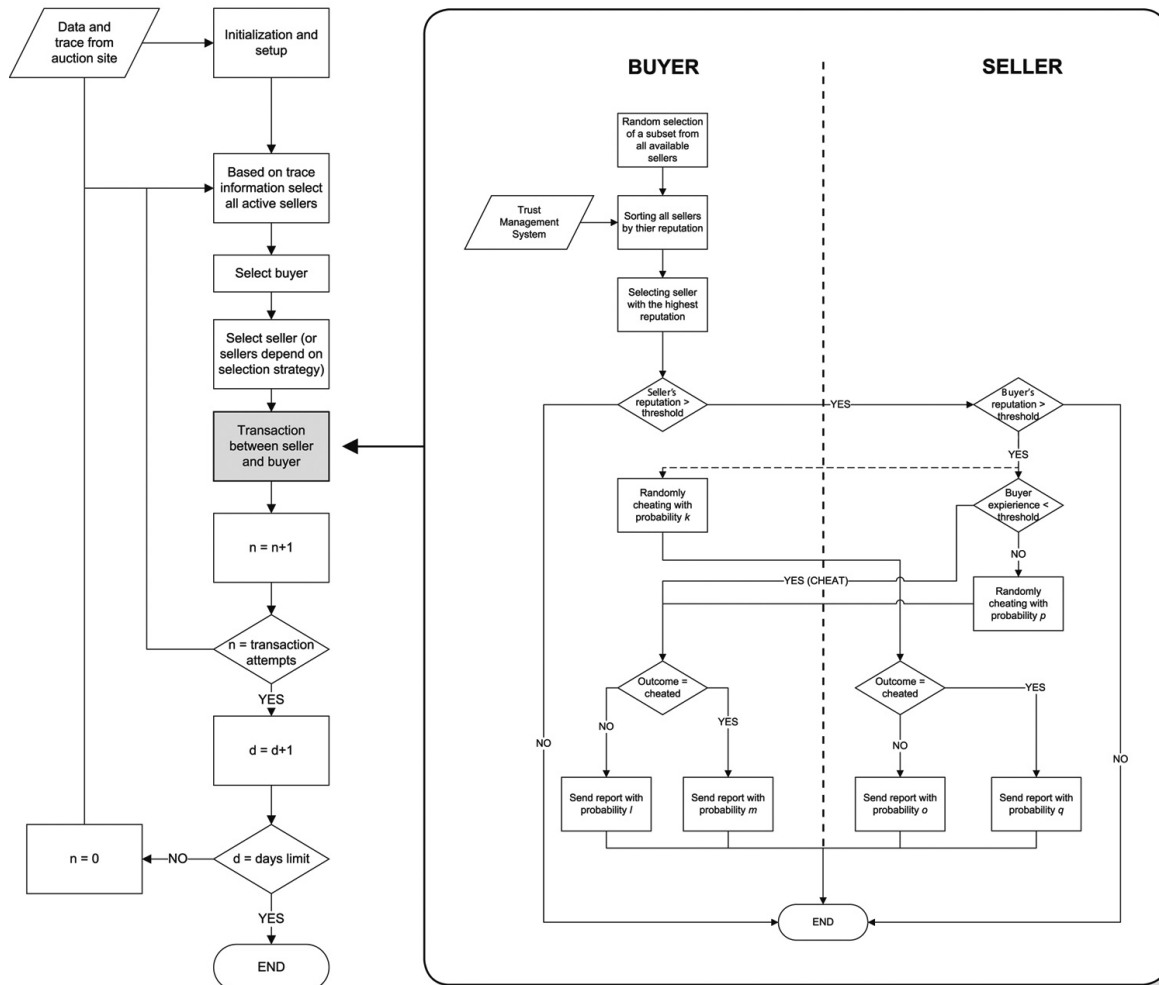 Data and
trace from
auction site
Initialization and
setup
Based on trace
information select
all active sellers
Select buyer
Select seller (or
sellers depend on
selection strategy)
Transaction
between seller
and buyer
n = n+1
n = transaction
attempts
YES
d = d+1
d = days limit
NO
n = 0
YES
END
BUYER
SELLER
Random selection
of a subset from
all available
sellers
Trust
Management
System
Sorting all sellers
by thier reputation
Selecting seller
with the highest
reputation
Seller's
reputation >
threshold
YES
Buyer's
reputation >
threshold
YES
Randomly
cheating with
probability k
Buyer
expierience <
threshold
NO
YES (CHEAT)
Randomly
cheating with
probability p
Outcome =
cheated
NO
YES
Outcome =
cheated
YES
NO
NO
NO
Send report with
probability l
Send report with
probability m
Send report with
probability o
Send report with
probability q
END